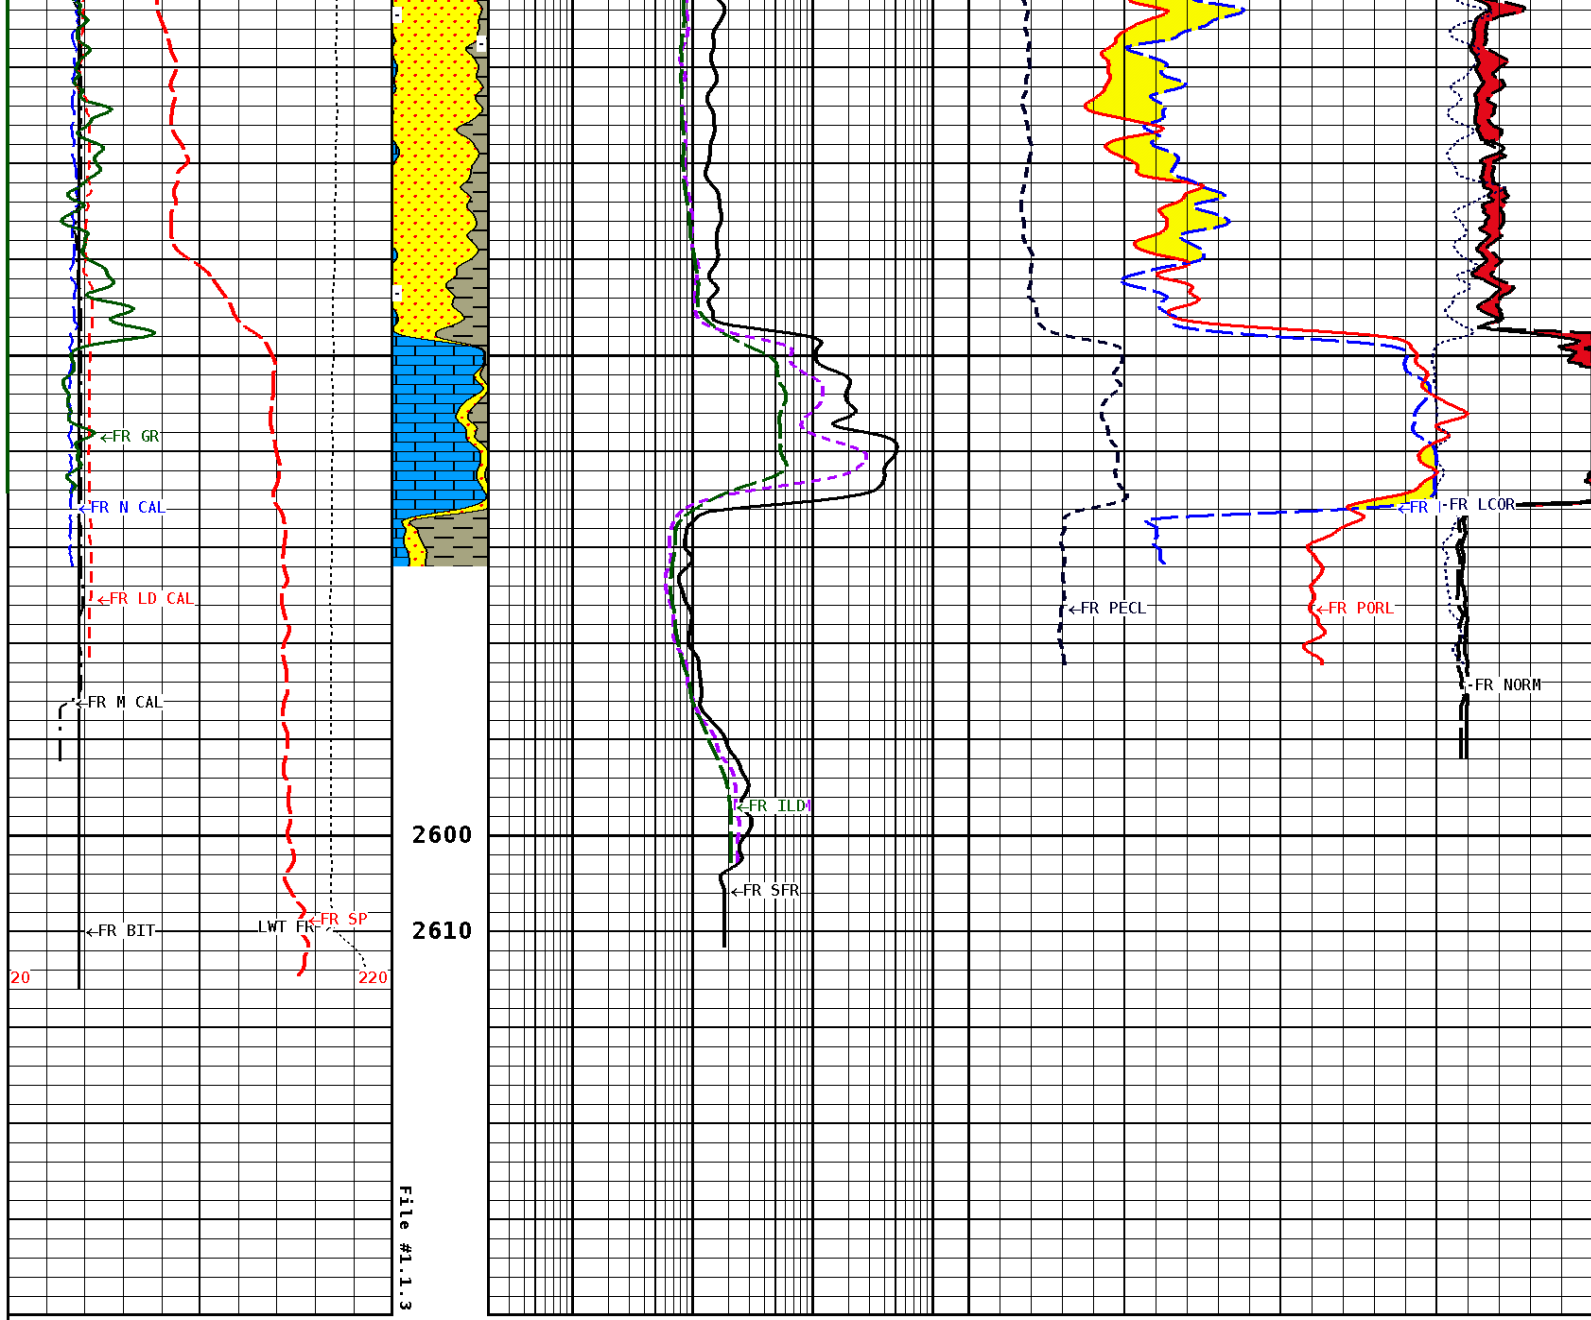 ←FR GR
←FR N CAL
←FR
-FR LCOR
←FR LD CAL
←FR PECL
←FR PORL
-FR NORM
←FR M CAL
←FR ILD
2600
←FR SFR
←FR SP
LWT FR
←FR BIT
2610
20
220
File #1.1.3